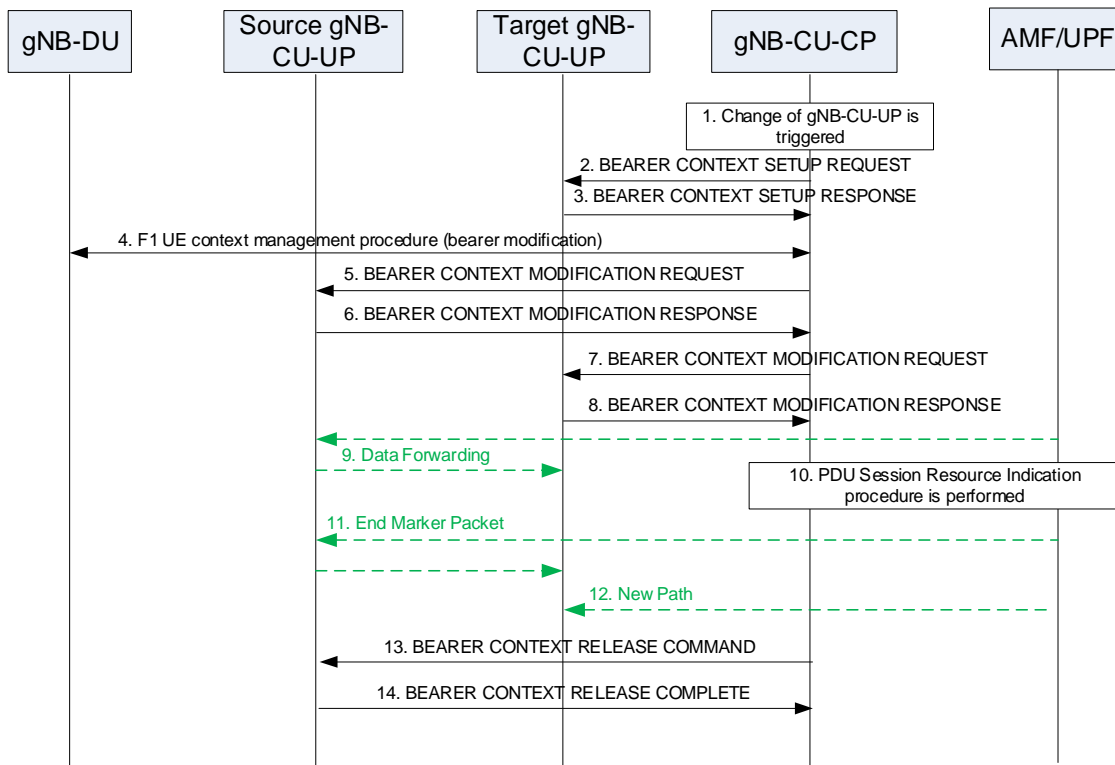 gNB-DU
Source gNB-
CU-UP
Target gNB-
CU-UP
gNB-CU-CP
AMF/UPF
1. Change of gNB-CU-UP is
triggered
2. BEARER CONTEXT SETUP REQUEST
3. BEARER CONTEXT SETUP RESPONSE
4. F1 UE context management procedure (bearer modification)
5. BEARER CONTEXT MODIFICATION REQUEST
6. BEARER CONTEXT MODIFICATION RESPONSE
7. BEARER CONTEXT MODIFICATION REQUEST
8. BEARER CONTEXT MODIFICATION RESPONSE
9. Data Forwarding
10. PDU Session Resource Indication
procedure is performed
11. End Marker Packet
12. New Path
13. BEARER CONTEXT RELEASE COMMAND
14. BEARER CONTEXT RELEASE COMPLETE